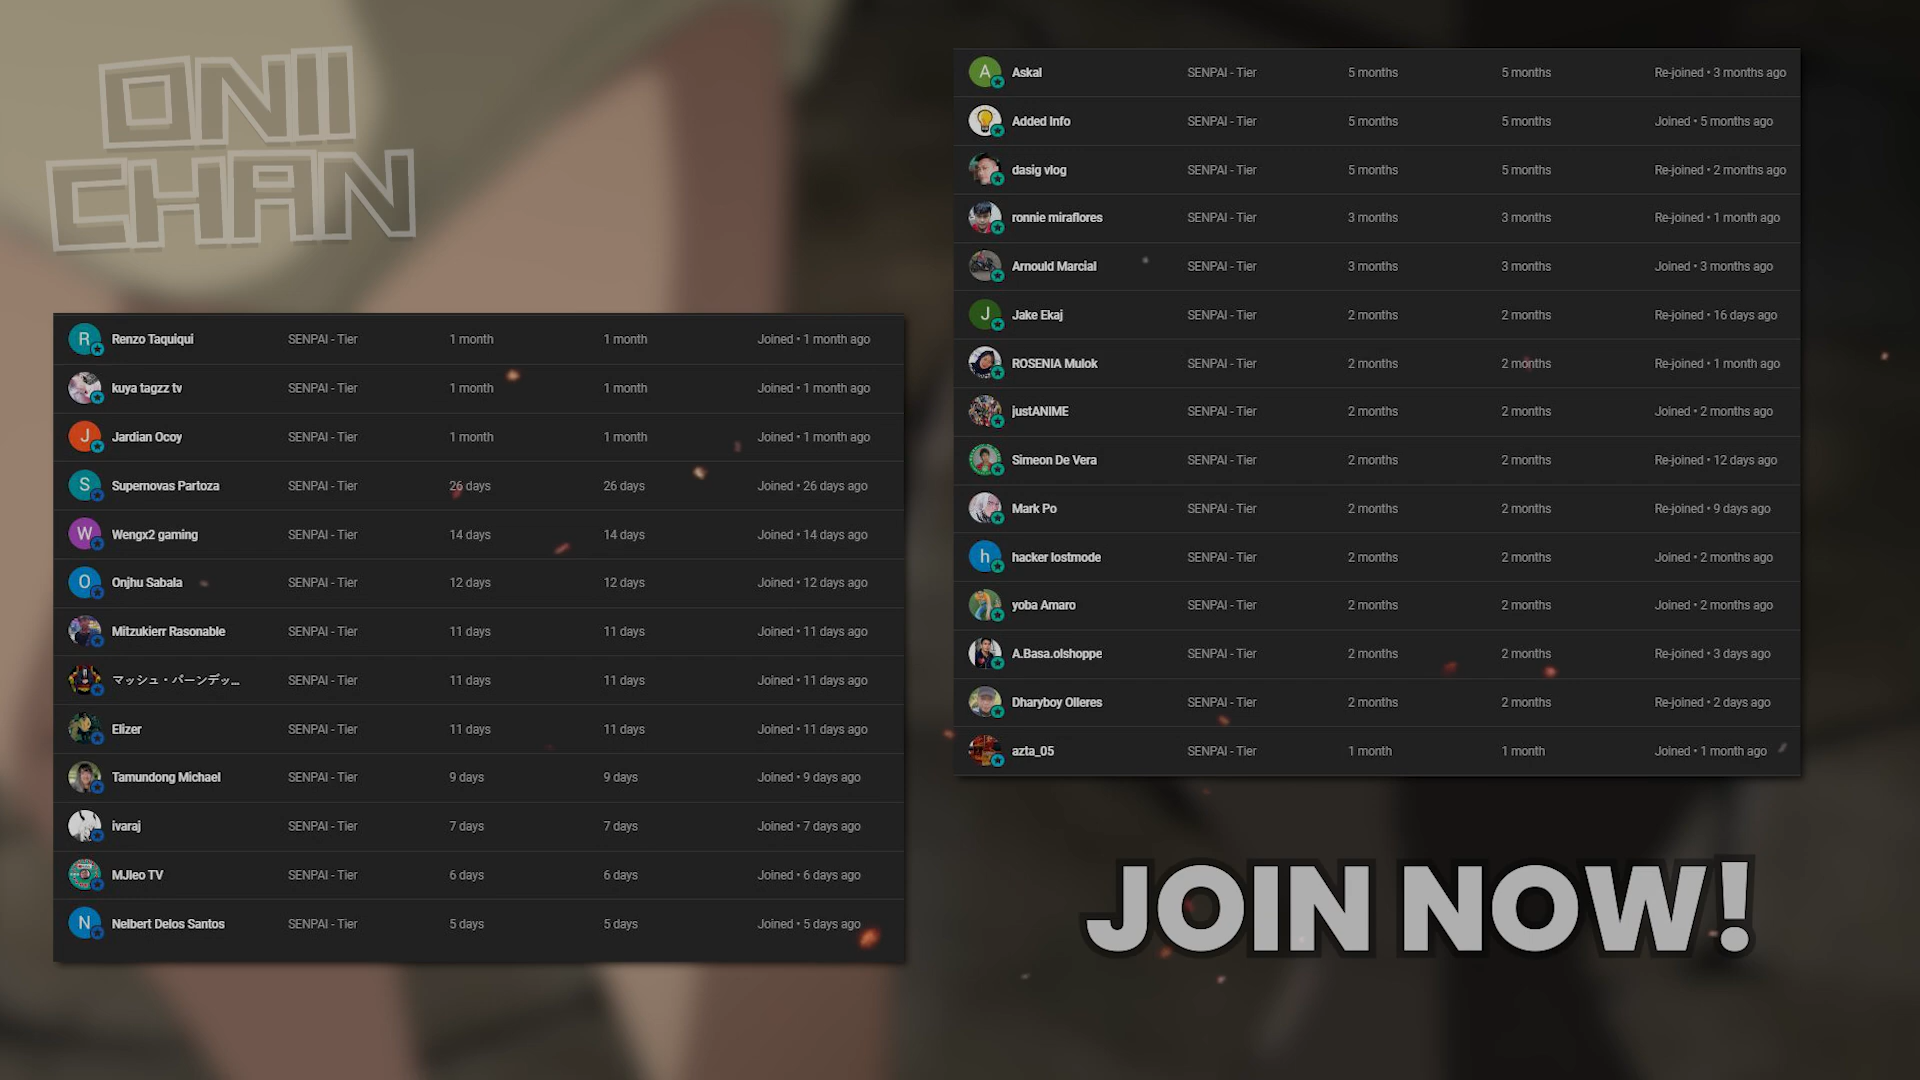 ONII
CHAN
Renzo Taquiqui SENPAI - Tier 1 month 1 month Joined • 1 month ago
kuya tagzz tv SENPAI - Tier 1 month 1 month Joined • 1 month ago
J Jardian Ocoy SENPAI - Tier 1 month 1 month Joined • 1 month ago
S Supernovas Partoza SENPAI - Tier 26 days 26 days Joined • 26 days ago
W Wengx2 gaming SENPAI - Tier 14 days 14 days Joined • 14 days ago
O Onjhu Sabala SENPAI - Tier 12 days 12 days Joined • 12 days ago
Mitzukierr Rasonable SENPAI - Tier 11 days 11 days Joined • 11 days ago
マッシュ・バーンデッ... SENPAI - Tier 11 days 11 days Joined • 11 days ago
Elizer SENPAI - Tier 11 days 11 days Joined • 11 days ago
Tamundong Michael SENPAI - Tier 9 days 9 days Joined • 9 days ago
ivaraj SENPAI - Tier 7 days 7 days Joined • 7 days ago
MJleo TV SENPAI - Tier 6 days 6 days Joined • 6 days ago
N Nelbert Delos Santos SENPAI - Tier 5 days 5 days Joined • 5 days ago
A Askal SENPAI - Tier 5 months 5 months Re-joined • 3 months ago
Added Info SENPAI - Tier 5 months 5 months Joined • 5 months ago
dasig vlog SENPAI - Tier 5 months 5 months Re-joined • 2 months ago
ronnie miraflores SENPAI - Tier 3 months 3 months Re-joined • 1 month ago
Arnould Marcial SENPAI - Tier 3 months 3 months Joined • 3 months ago
J Jake Ekaj SENPAI - Tier 2 months 2 months Re-joined • 16 days ago
ROSENIA Mulok SENPAI - Tier 2 months 2 months Re-joined • 1 month ago
justANIME SENPAI - Tier 2 months 2 months Joined • 2 months ago
Simeon De Vera SENPAI - Tier 2 months 2 months Re-joined • 12 days ago
Mark Po SENPAI - Tier 2 months 2 months Re-joined • 9 days ago
h hacker lostmode SENPAI - Tier 2 months 2 months Joined • 2 months ago
yoba Amaro SENPAI - Tier 2 months 2 months Joined • 2 months ago
A.Basa.olshoppe SENPAI - Tier 2 months 2 months Re-joined • 3 days ago
Dharyboy Olleres SENPAI - Tier 2 months 2 months Re-joined • 2 days ago
azta_05 SENPAI - Tier 1 month 1 month Joined • 1 month ago
JOIN NOW!